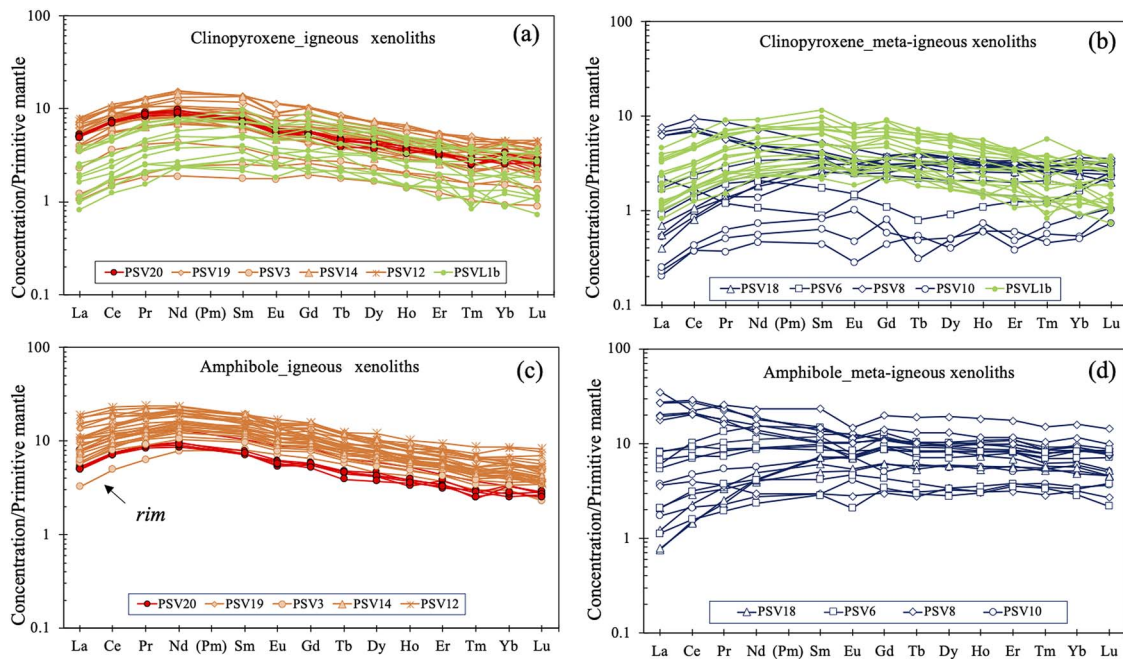 Concentration/Primitive mantle
100
10
1
0.1
Clinopyroxene_igneous xenoliths
(a)
PSV20 PSV19 PSV3 PSV14 PSV12 PSVL1b
La Ce Pr Nd (Pm) Sm Eu Gd Tb Dy Ho Er Tm Yb Lu
Concentration/Primitive mantle
100
10
1
0.1
Clinopyroxene_meta-igneous xenoliths
(b)
PSV18 PSV6 PSV8 PSV10 PSVL1b
La Ce Pr Nd (Pm) Sm Eu Gd Tb Dy Ho Er Tm Yb Lu
Concentration/Primitive mantle
100
10
1
0.1
Amphibole_igneous xenoliths
(c)
rim
PSV20 PSV19 PSV3 PSV14 PSV12
La Ce Pr Nd (Pm) Sm Eu Gd Tb Dy Ho Er Tm Yb Lu
Concentration/Primitive mantle
100
10
1
0.1
Amphibole_meta-igneous xenoliths
(d)
PSV18 PSV6 PSV8 PSV10
La Ce Pr Nd (Pm) Sm Eu Gd Tb Dy Ho Er Tm Yb Lu